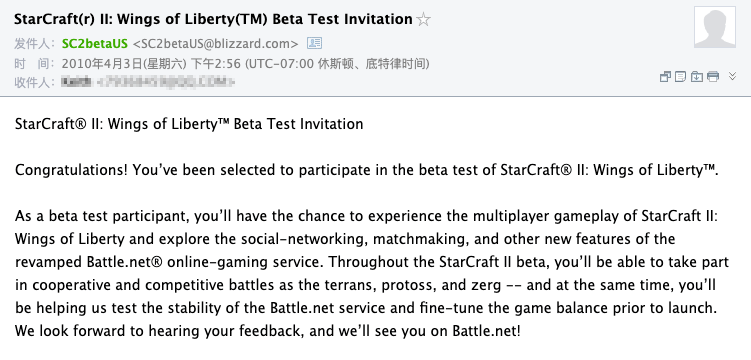 StarCraft(r) II: Wings of Liberty(TM) Beta Test Invitation
发件人: SC2betaUS <SC2betaUS@blizzard.com>
时 间: 2010年4月3日(星期六) 下午2:56 (UTC-07:00 休斯顿、底特律时间)
收件人:
StarCraft® II: Wings of Liberty™ Beta Test Invitation
Congratulations! You’ve been selected to participate in the beta test of StarCraft® II: Wings of Liberty™.
As a beta test participant, you’ll have the chance to experience the multiplayer gameplay of StarCraft II:
Wings of Liberty and explore the social-networking, matchmaking, and other new features of the
revamped Battle.net® online-gaming service. Throughout the StarCraft II beta, you’ll be able to take part
in cooperative and competitive battles as the terrans, protoss, and zerg -- and at the same time, you’ll
be helping us test the stability of the Battle.net service and fine-tune the game balance prior to launch.
We look forward to hearing your feedback, and we’ll see you on Battle.net!